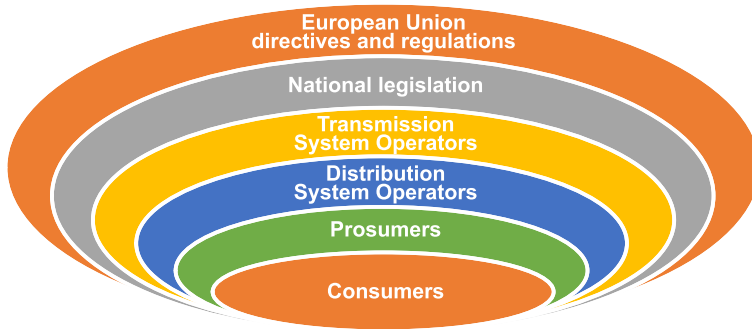 European Union
directives and regulations
National legislation
Transmission
System Operators
Distribution
System Operators
Prosumers
Consumers